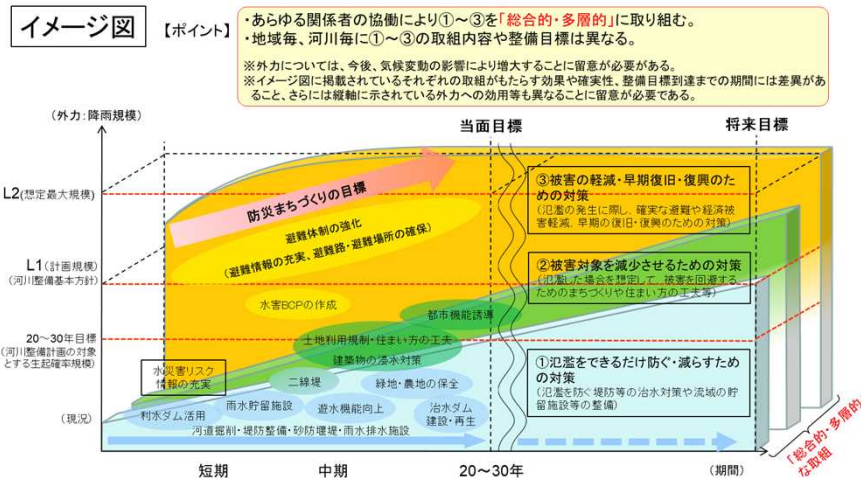 イメージ図
【ポイント】
・あらゆる関係者の協働により①～③を「総合的・多層的」に取り組む。
・地域毎、河川毎に①～③の取組内容や整備目標は異なる。
※外力については、今後、気候変動の影響により増大することに留意が必要がある。
※イメージ図に掲載されているそれぞれの取組がもたらす効果や確実性、整備目標到達までの期間には差異があ
ること、さらには縦軸に示されている外力への効用等も異なることに留意が必要である。
(外力：降雨規模)
当面目標
将来目標
L2(想定最大規模)
防災まちづくりの目標
③被害の軽減・早期復旧・復興のた
めの対策
(氾濫の発生に際し、確実な避難や経済被
害軽減、早期の復旧・復興のための対策)
避難体制の強化
(避難情報の充実、避難路・避難場所の確保)
L1(計画規模)
(河川整備基本方針)
②被害対象を減少させるための対策
(氾濫した場合を想定して、被害を回避する
ためのまちづくりや住まい方の工夫等)
水害BCPの作成
都市機能誘導
20～30年目標
(河川整備計画の対象
とする生起確率規模)
土地利用規制・住まい方の工夫
建築物の浸水対策
①氾濫をできるだけ防ぐ・減らすため
の対策
(氾濫を防ぐ堤防等の治水対策や流域の貯
留施設等の整備)
水災害リスク
情報の充実
二線堤
緑地・農地の保全
(現況)
利水ダム活用
雨水貯留施設
遊水機能向上
治水ダム
建設・再生
河道掘削・堤防整備・砂防堰堤・雨水排水施設
「総合的・多層的」
な取組
短期
中期
20～30年
(期間)